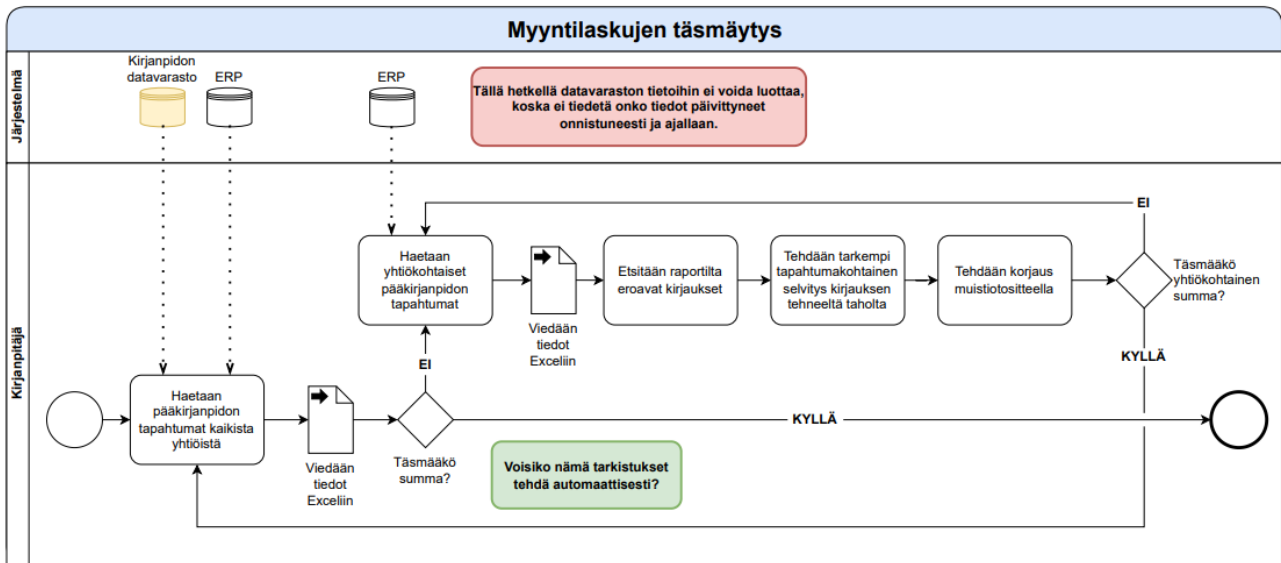 Myyntilaskujen täsmäytys
Järjestelmä
Kirjanpidon
datavarasto
ERP
ERP
Tällä hetkellä datavaraston tietoihin ei voida luottaa,
koska ei tiedetä onko tiedot päivittyneet
onnistuneesti ja ajallaan.
Kirjanpitäjä
EI
Haetaan
yhtiökohtaiset
pääkirjanpidon
tapahtumat
Viedään
tiedot
Exceliin
Etsitään raportilta
eroavat kirjaukset
Tehdään tarkempi
tapahtumakohtainen
selvitys kirjauksen
tehneeltä taholta
Tehdään korjaus
muistiotositteella
Täsmääkö
yhtiökohtainen
summa?
KYLLÄ
EI
Haetaan
pääkirjanpidon
tapahtumat kaikista
yhtiöistä
Viedään
tiedot
Exceliin
Täsmääkö
summa?
KYLLÄ
Voisiko nämä tarkistukset
tehdä automaattisesti?